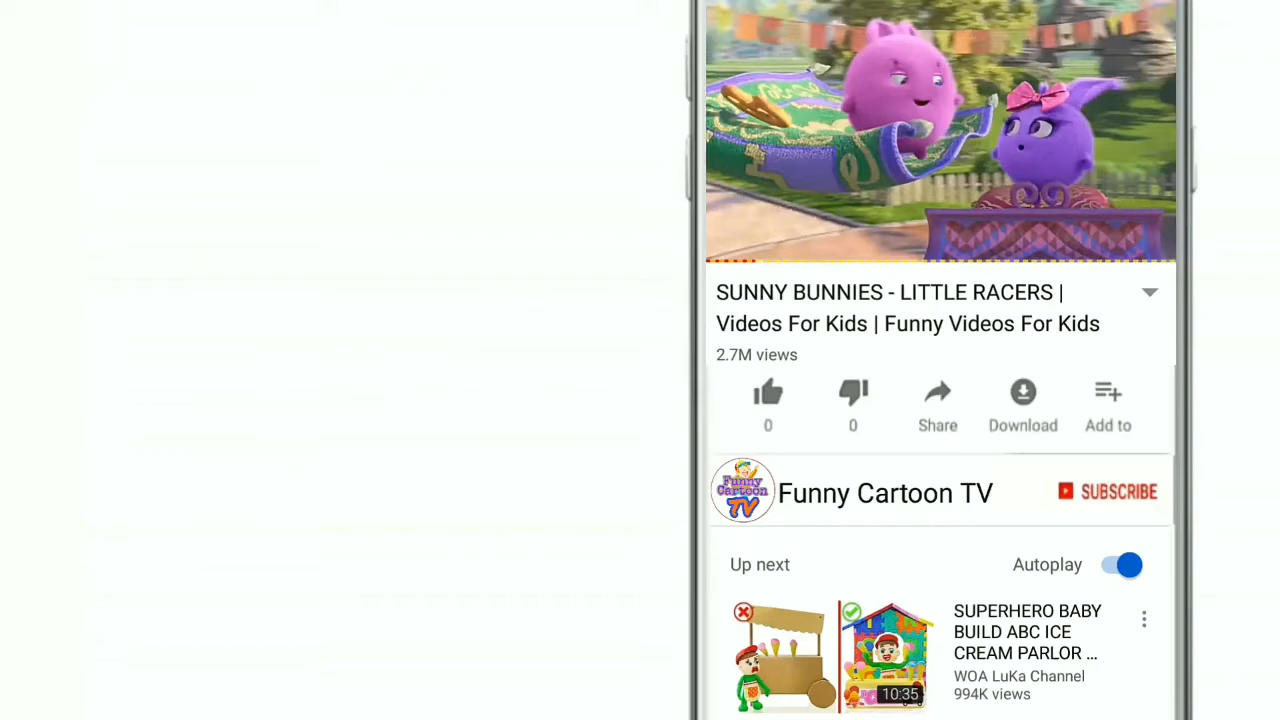 SUNNY BUNNIES - LITTLE RACERS |
Videos For Kids | Funny Videos For Kids
2.7M views
0
0
Share
Download
Add to
Funny
Cartoon
TV
Funny Cartoon TV
SUBSCRIBE
Up next
Autoplay
10:35
SUPERHERO BABY
BUILD ABC ICE
CREAM PARLOR ...
WOA LuKa Channel
994K views